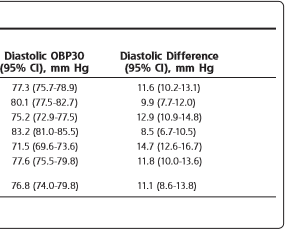 Diastolic OBP30 Diastolic Difference
(95% CI), mm Hg (95% CI), mm Hg
77.3 (75.7-78.9) 11.6 (10.2-13.1)
80.1 (77.5-82.7) 9.9 (7.7-12.0)
75.2 (72.9-77.5) 12.9 (10.9-14.8)
83.2 (81.0-85.5) 8.5 (6.7-10.5)
71.5 (69.6-73.6) 14.7 (12.6-16.7)
77.6 (75.5-79.8) 11.8 (10.0-13.6)
76.8 (74.0-79.8) 11.1 (8.6-13.8)